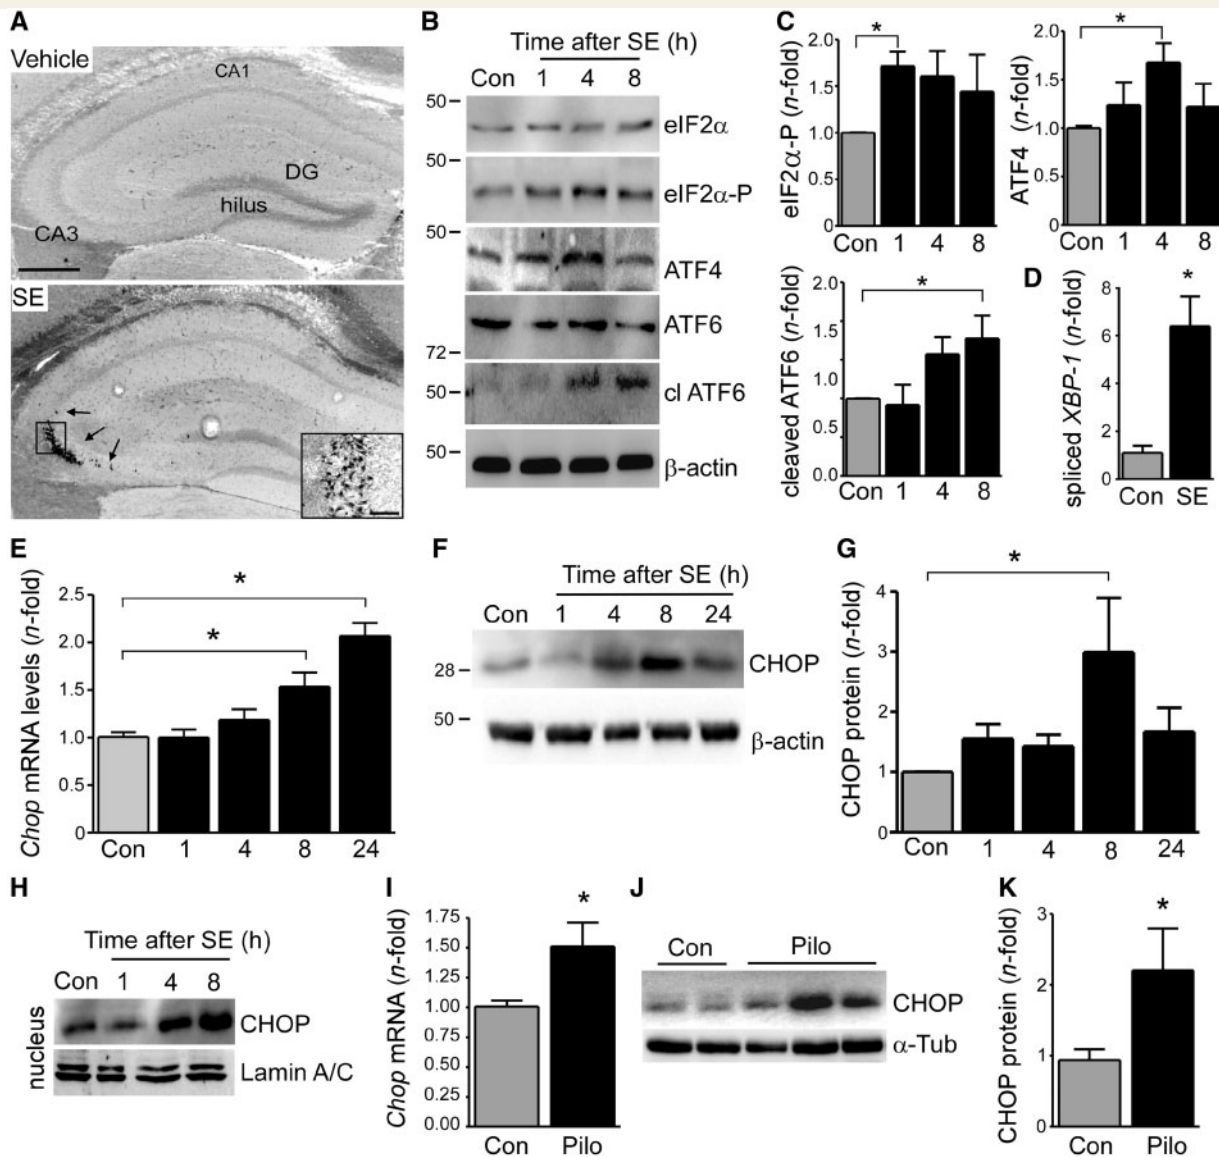 A
Vehicle
CA1
DG
hilus
CA3
SE
B
Time after SE (h)
Con 1 4 8
50
eIF2α
50
eIF2α-P
50
ATF4
ATF6
72
50
cl ATF6
50
β-actin
C
*
eIF2α-P (n-fold)
2.0
1.5
1.0
1.5
0.0
Con 1 4 8
*
ATF4 (n-fold)
2.0
1.5
1.0
1.5
0.0
Con 1 4 8
*
cleaved ATF6 (n-fold)
2.0
1.5
1.0
0.0
0.0
Con 1 4 8
D
*
spliced XBP-1 (n-fold)
8
6
4
2
0
Con SE
E
*
*
Chop mRNA levels (n-fold)
2.5
2.0
1.5
1.0
0.5
0
Con 1 4 8 24
F
Time after SE (h)
Con 1 4 8 24
28
CHOP
50
β-actin
G
*
CHOP protein (n-fold)
4
3
2
1
0
Con 1 4 8 24
H
Time after SE (h)
Con 1 4 8
nucleus
CHOP
Lamin A/C
I
*
Chop mRNA (n-fold)
1.75
1.50
1.25
1.00
0.75
0.50
0.25
0.00
Con Pilo
J
Con Pilo
CHOP
α-Tub
K
*
CHOP protein (n-fold)
3
2
1
0
Con Pilo